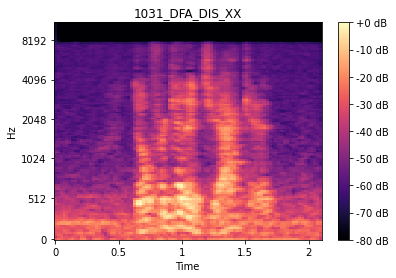 1031_DFA_DIS_XX
Hz
8192
4096
2048
1024
512
0
0
0.5
1
1.5
2
Time
+0 dB
-10 dB
-20 dB
-30 dB
-40 dB
-50 dB
-60 dB
-70 dB
-80 dB